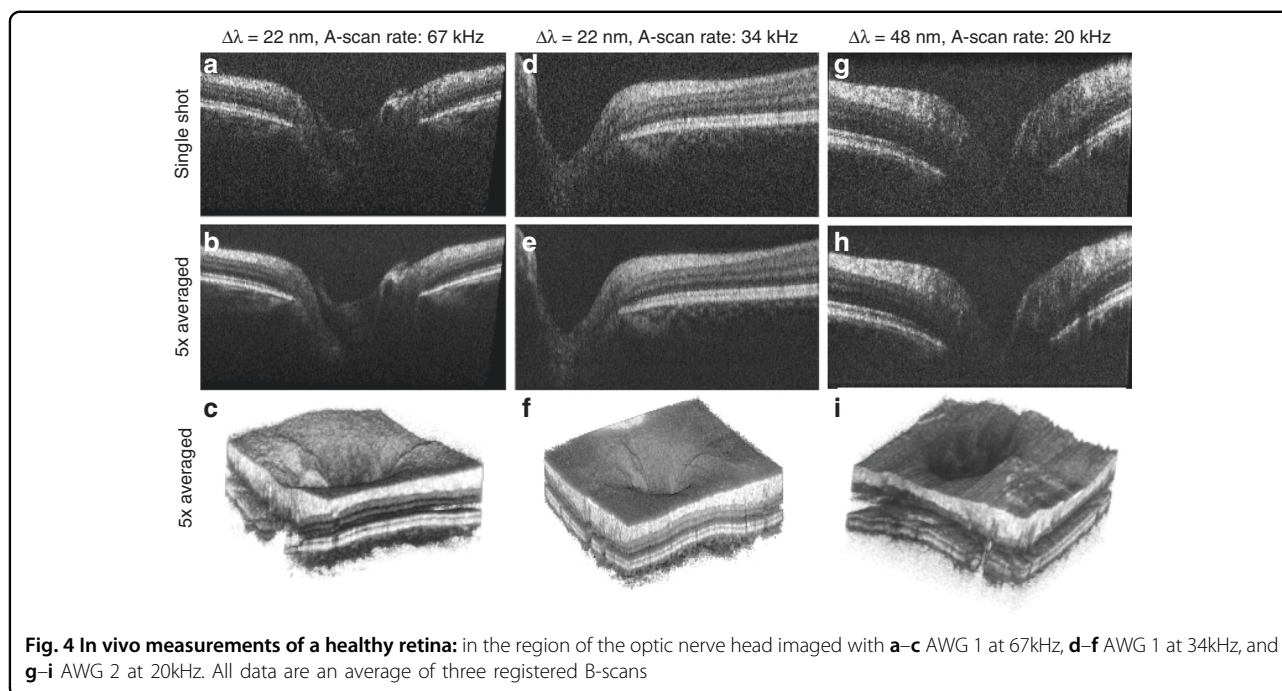 Δλ = 22 nm, A-scan rate: 67 kHz
Δλ = 22 nm, A-scan rate: 34 kHz
Δλ = 48 nm, A-scan rate: 20 kHz
Single shot
a
d
g
5x averaged
b
e
h
5x averaged
c
f
i
Fig. 4 In vivo measurements of a healthy retina: in the region of the optic nerve head imaged with a–c AWG 1 at 67kHz, d–f AWG 1 at 34kHz, and
g–i AWG 2 at 20kHz. All data are an average of three registered B-scans